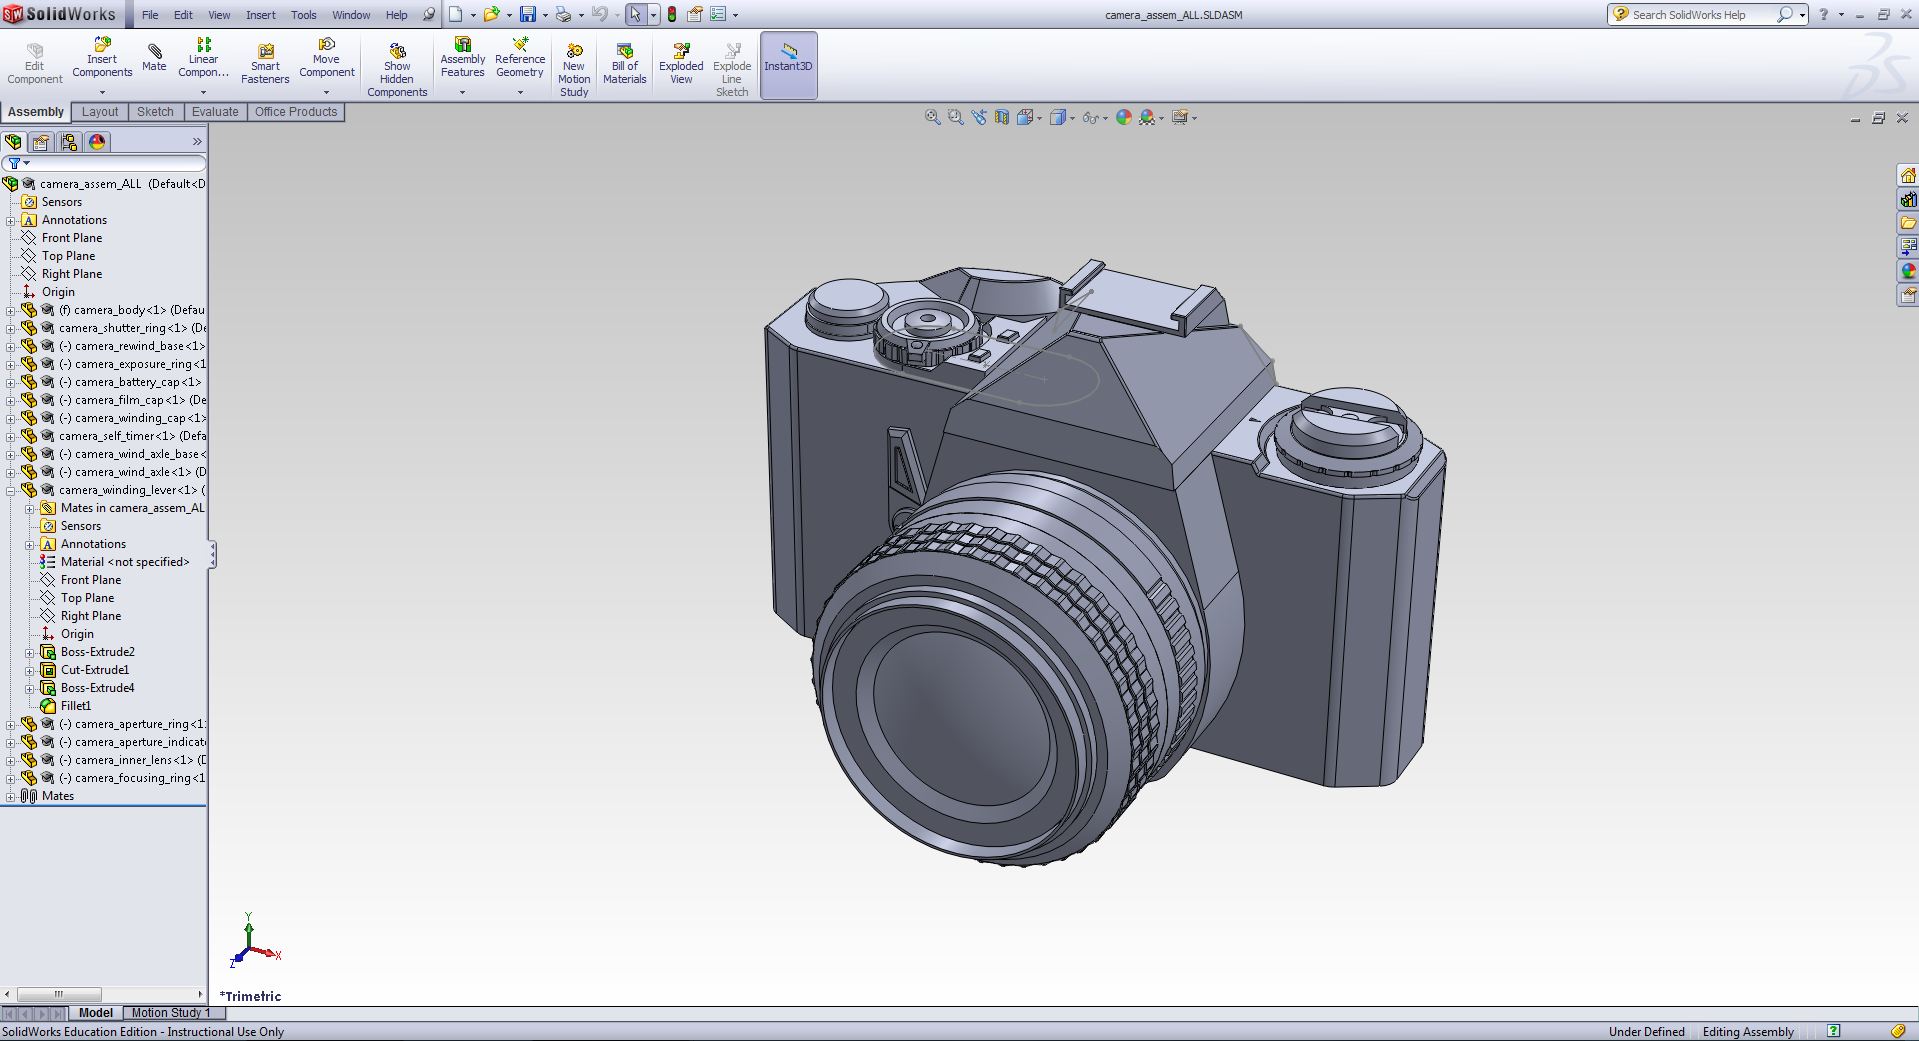 SolidWorks
File Edit View Insert Tools Window Help
camera_assem_ALL.SLDASM
Search SolidWorks Help
Edit Component
Insert Components
Mate
Linear Compon...
Smart Fasteners
Move Component
Show Hidden Components
Assembly Features
Reference Geometry
New Motion Study
Bill of Materials
Exploded View
Explode Line Sketch
Instant3D
Assembly Layout Sketch Evaluate Office Products
camera_assem_ALL (Default<D
Sensors
Annotations
Front Plane
Top Plane
Right Plane
Origin
(f) camera_body<1> (Defau
camera_shutter_ring<1> (De
(-) camera_rewind_base<1>
(-) camera_exposure_ring<1
(-) camera_battery_cap<1>
(-) camera_film_cap<1> (De
(-) camera_winding_cap<1>
camera_self_timer<1> (Defa
(-) camera_wind_axle_base<
(-) camera_wind_axle<1> (D
camera_winding_lever<1> (
Mates in camera_assem_AL
Sensors
Annotations
Material <not specified>
Front Plane
Top Plane
Right Plane
Origin
Boss-Extrude2
Cut-Extrude1
Boss-Extrude4
Fillet1
(-) camera_aperture_ring<1
(-) camera_aperture_indicat
(-) camera_inner_lens<1> (D
(-) camera_focusing_ring<1
Mates
Y
X
Z
*Trimetric
Model Motion Study 1
SolidWorks Education Edition - Instructional Use Only
Under Defined Editing Assembly